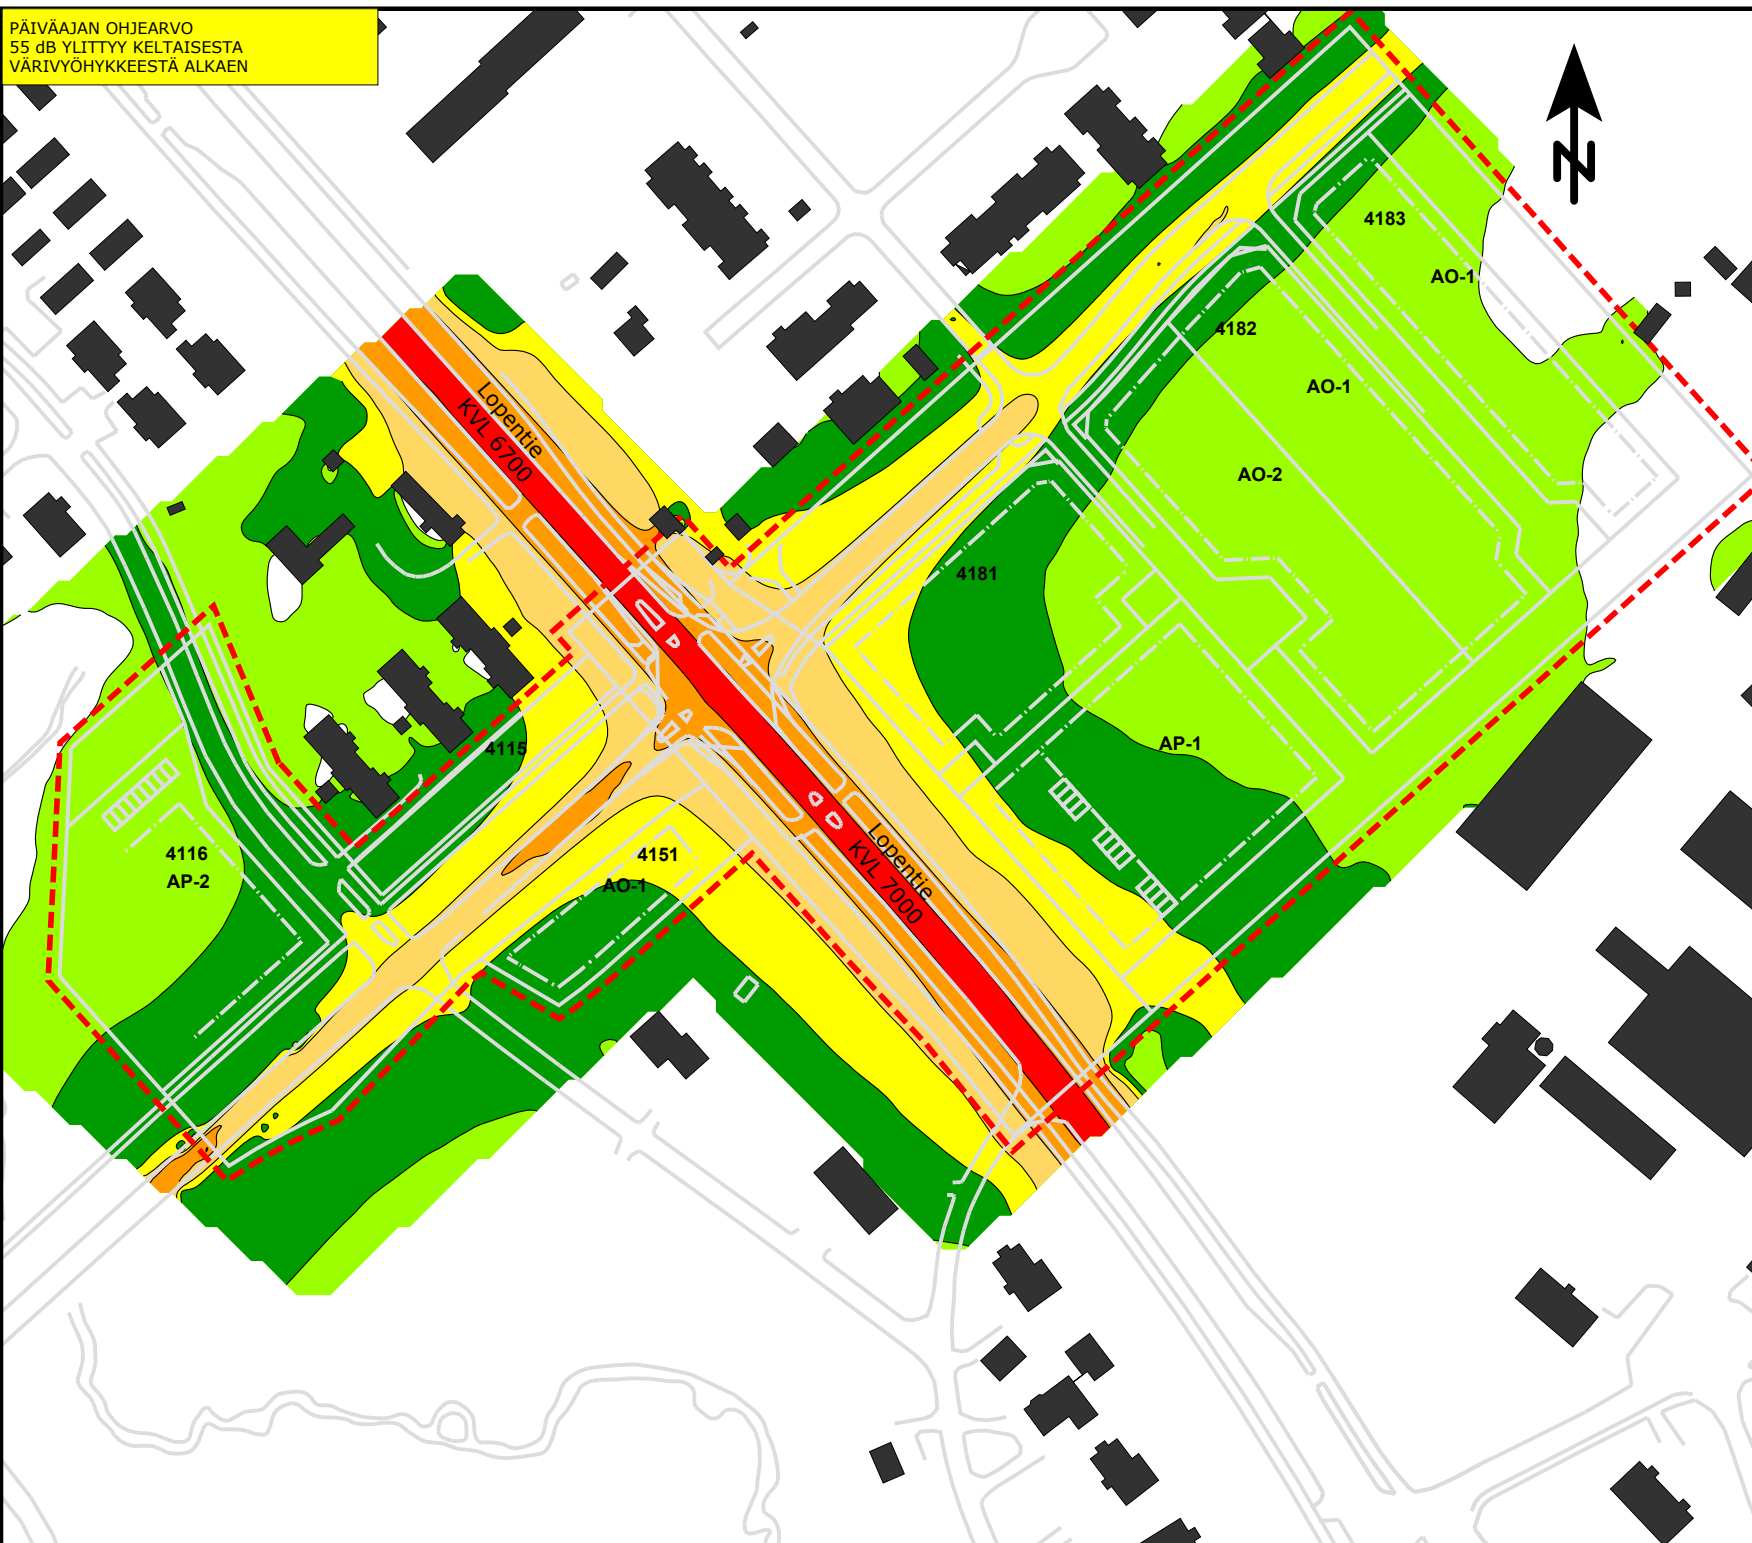 PÄIVÄAJAN OHJEARVO
55 dB YLITTYY KELTAISESTA
VÄRIVYÖHYKKEESTÄ ALKAEN
N
4183
AO-1
4182
AO-1
Lopentie
KVL 6700
AO-2
4181
4115
AP-1
4116
AP-2
4151
AO-1
Lopentie
KVL 7000